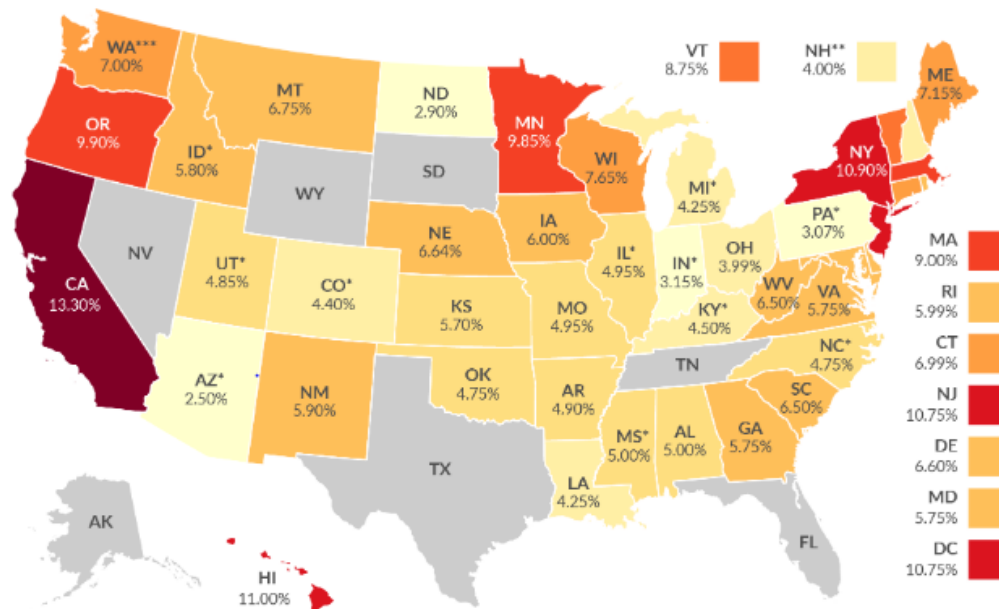 WA***
7.00%
OR
9.90%
CA
13.30%
NV
ID*
5.80%
MT
6.75%
WY
UT*
4.85%
AZ*
2.50%
CO*
4.40%
NM
5.90%
ND
2.90%
SD
NE
6.64%
KS
5.70%
OK
4.75%
TX
MN
9.85%
IA
6.00%
MO
4.95%
AR
4.90%
LA
4.25%
WI
7.65%
IL*
4.95%
MI*
4.25%
IN*
3.15%
OH
3.99%
KY*
4.50%
TN
MS*
5.00%
AL
5.00%
GA
5.75%
FL
SC
6.50%
NC*
4.75%
WV
6.50%
VA
5.75%
PA*
3.07%
NY
10.90%
ME
7.15%
VT
8.75%
NH**
4.00%
MA
9.00%
RI
5.99%
CT
6.99%
NJ
10.75%
DE
6.60%
MD
5.75%
DC
10.75%
AK
HI
11.00%